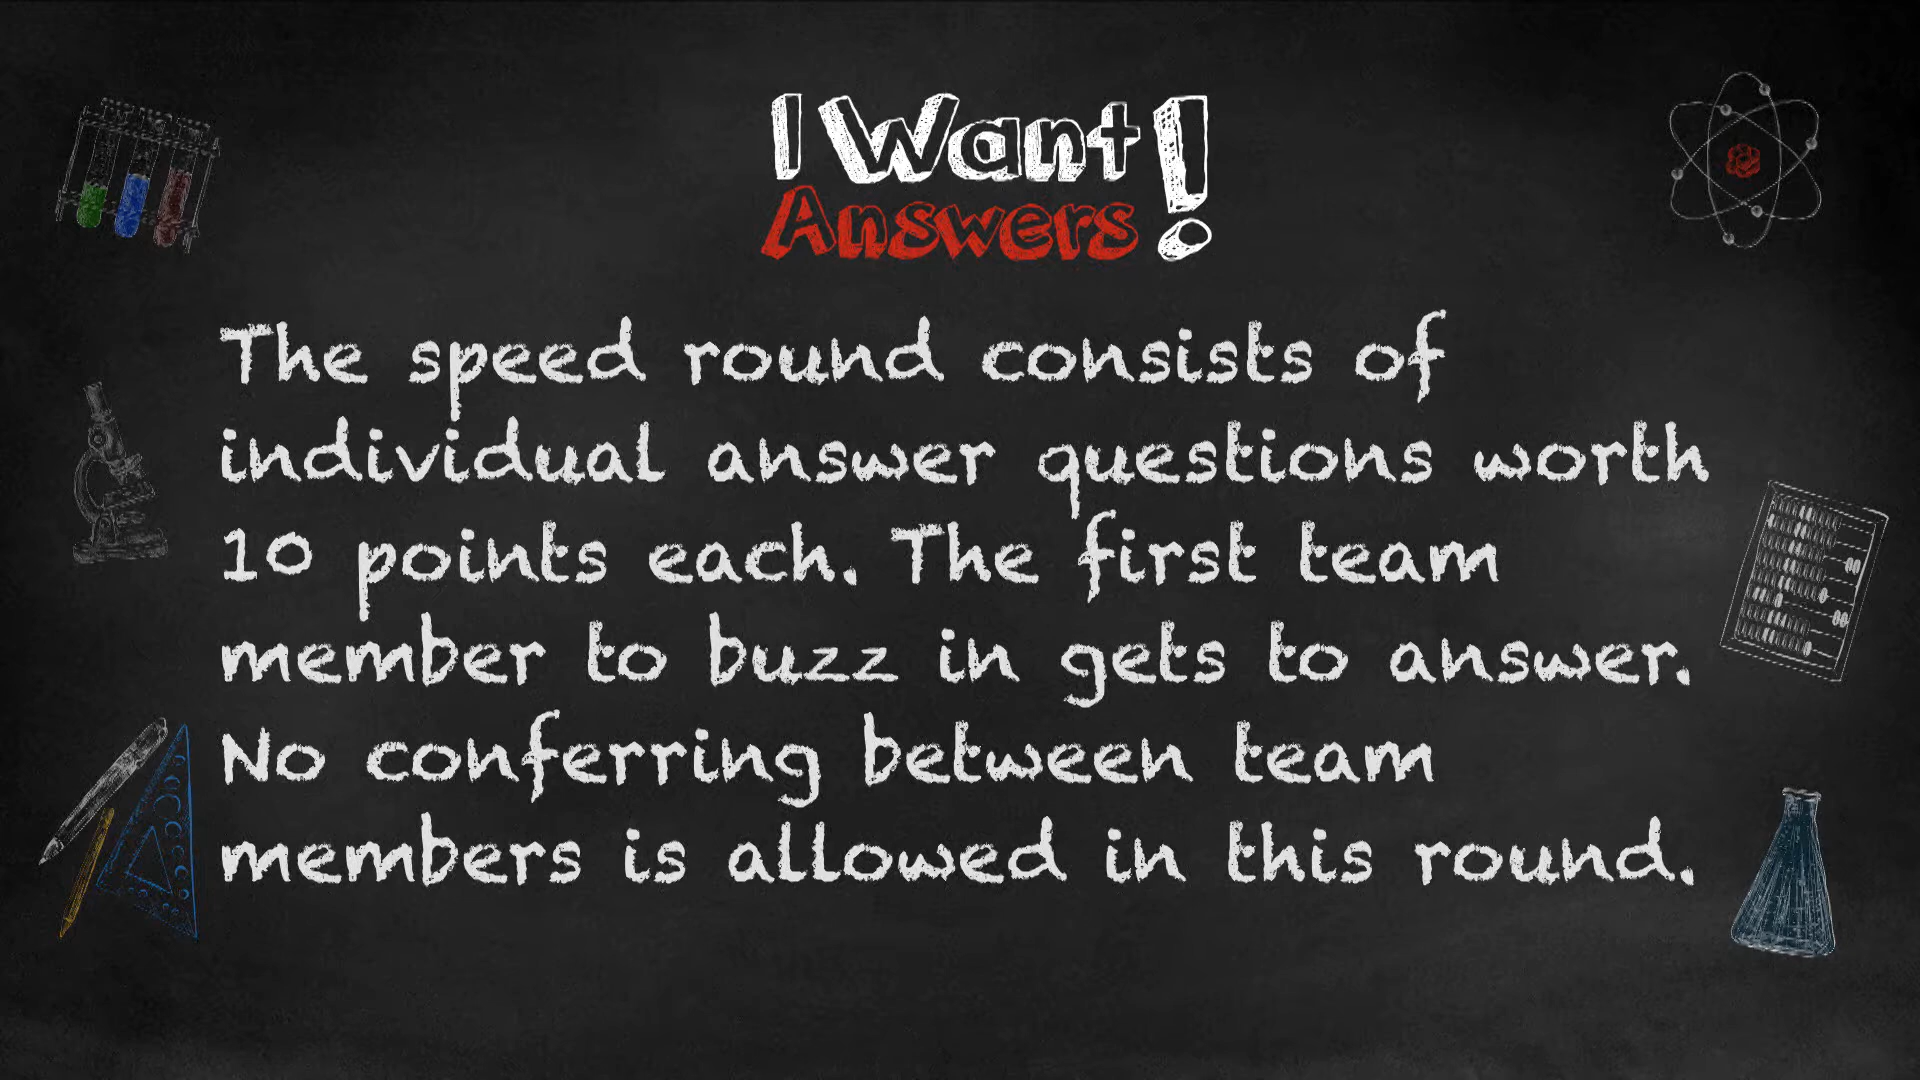 I Want!
Answers
The speed round consists of
individual answer questions worth
10 points each. The first team
member to buzz in gets to answer.
No conferring between team
members is allowed in this round.